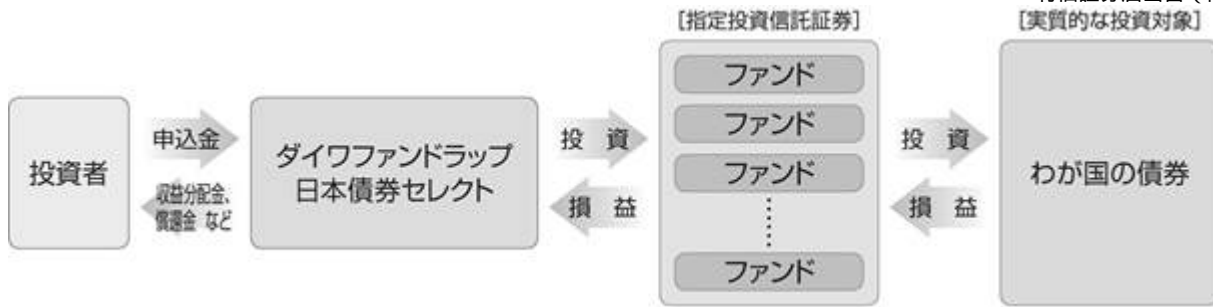 [指定投資信託証券]
[実質的な投資対象]
投資者
申込金
収益分配金、
償還金 など
ダイワファンドラップ
日本債券セレクト
投 資
損 益
ファンド
ファンド
ファンド
ファンド
投 資
損 益
わが国の債券